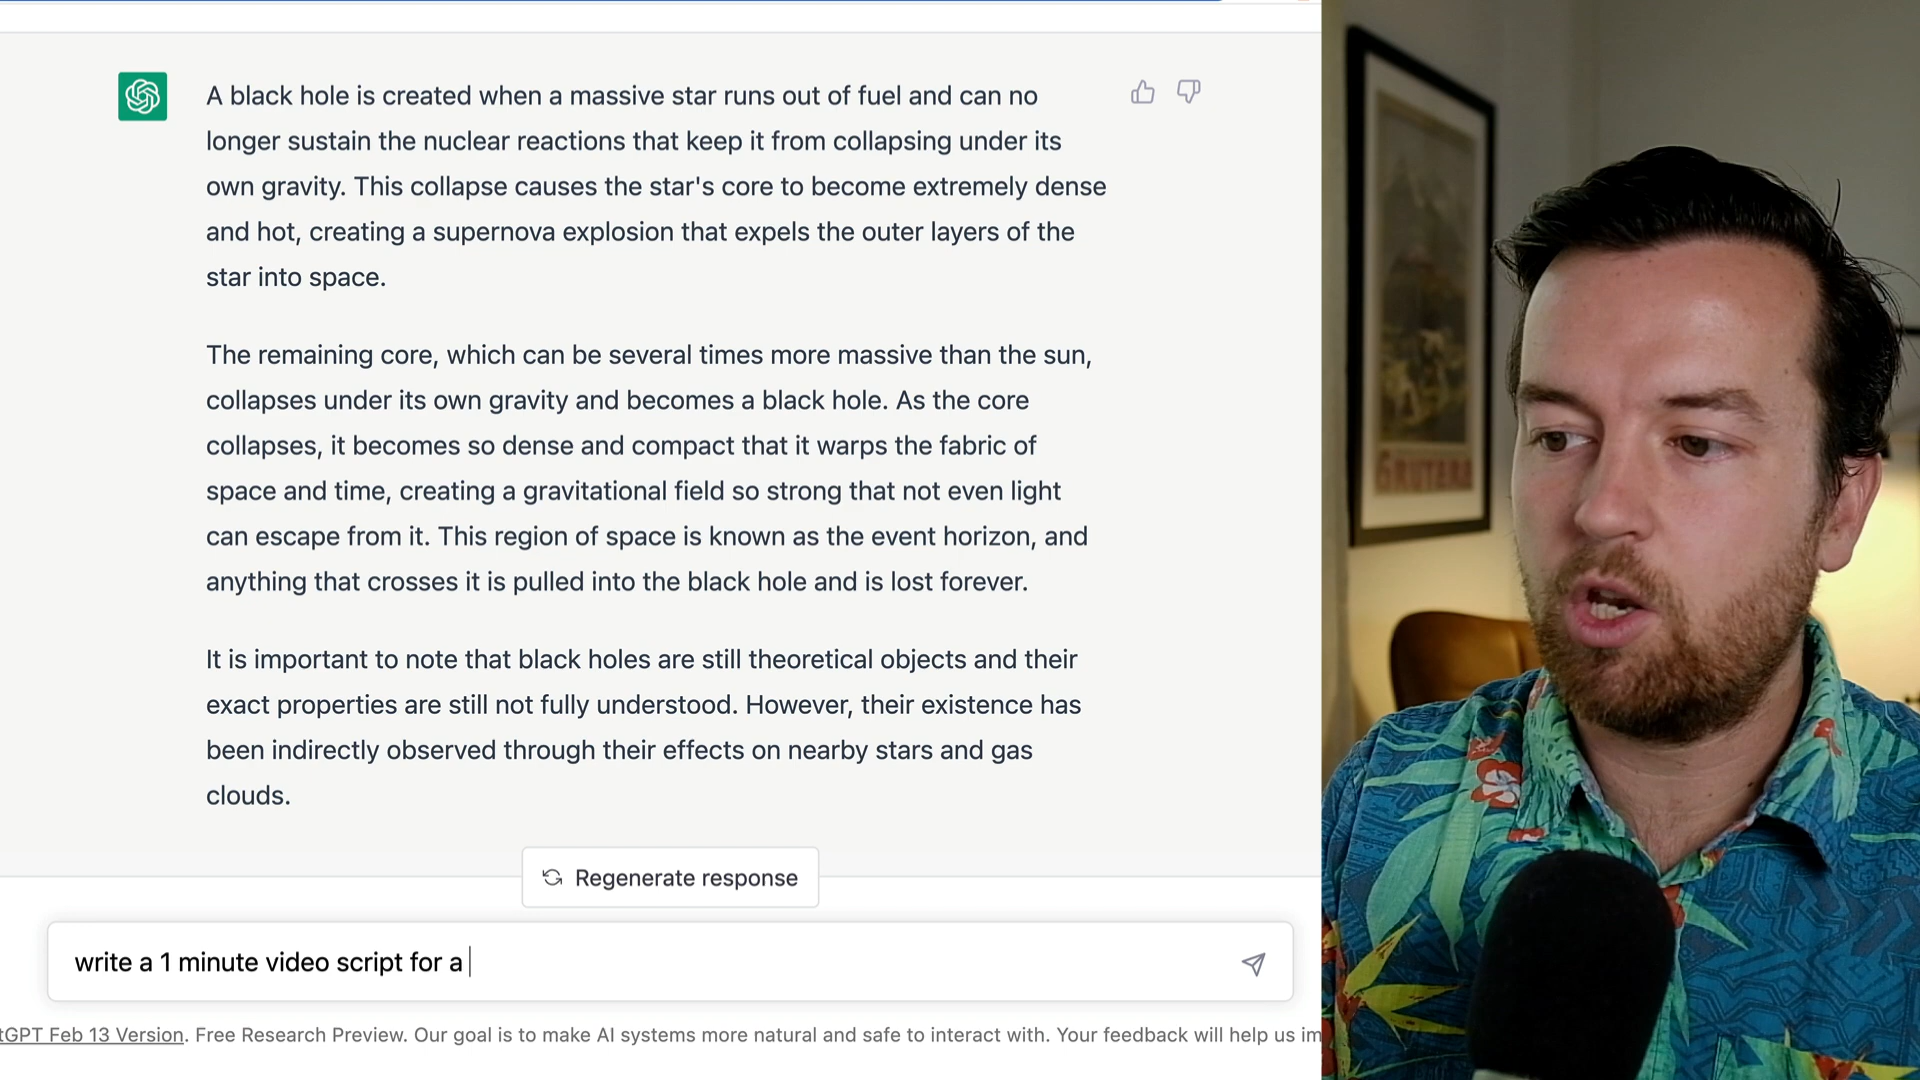 A black hole is created when a massive star runs out of fuel and can no
longer sustain the nuclear reactions that keep it from collapsing under its
own gravity. This collapse causes the star's core to become extremely dense
and hot, creating a supernova explosion that expels the outer layers of the
star into space.
The remaining core, which can be several times more massive than the sun,
collapses under its own gravity and becomes a black hole. As the core
collapses, it becomes so dense and compact that it warps the fabric of
space and time, creating a gravitational field so strong that not even light
can escape from it. This region of space is known as the event horizon, and
anything that crosses it is pulled into the black hole and is lost forever.
It is important to note that black holes are still theoretical objects and their
exact properties are still not fully understood. However, their existence has
been indirectly observed through their effects on nearby stars and gas
clouds.
Regenerate response
write a 1 minute video script for a
tGPT Feb 13 Version. Free Research Preview. Our goal is to make AI systems more natural and safe to interact with. Your feedback will help us im